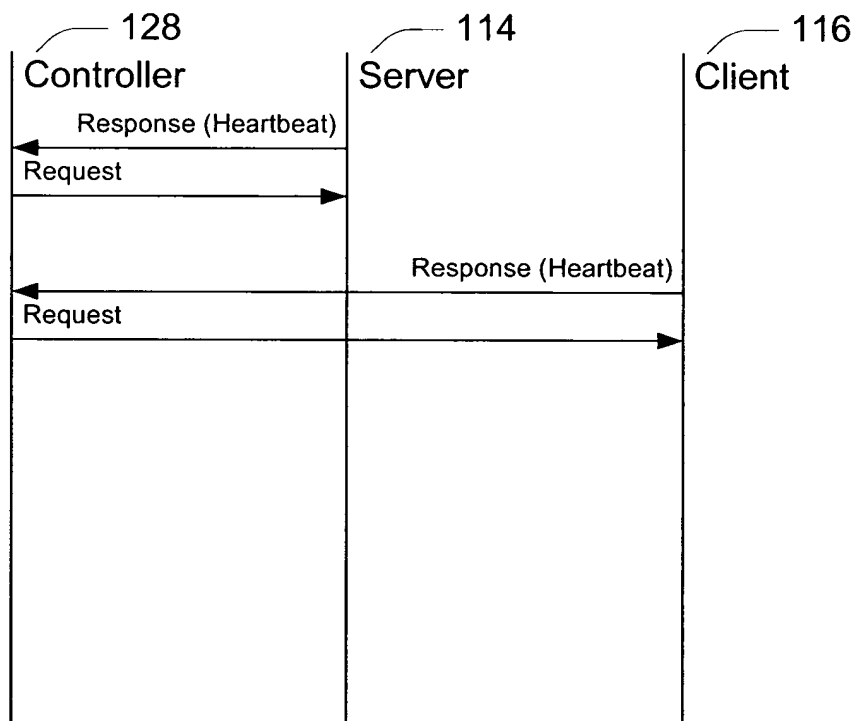 128
114
116
Controller
Server
Client
Response (Heartbeat)
Request
Response (Heartbeat)
Request